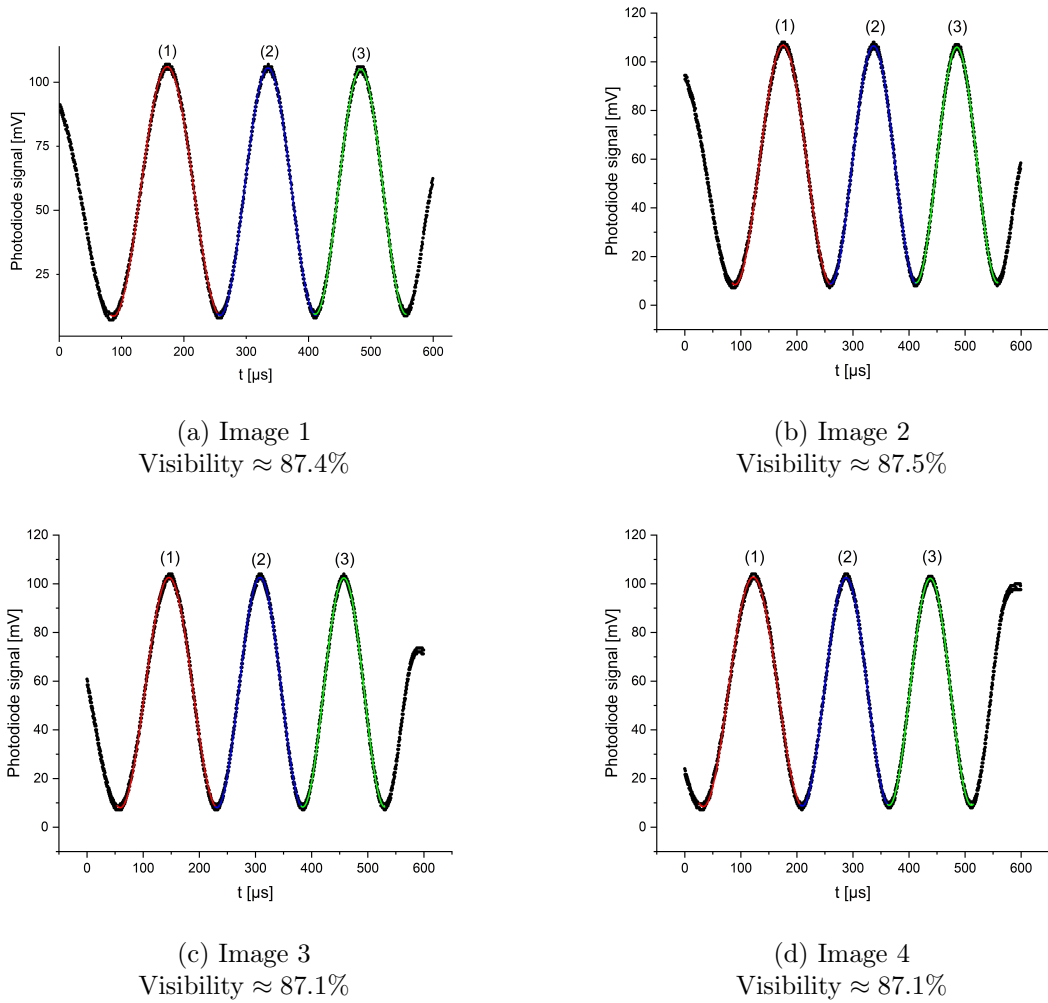 (1) (2) (3)
100
75
50
25
0 100 200 300 400 500 600
Photodiode signal [mV]
t [µs]
(a) Image 1
Visibility ≈ 87.4%
(1) (2) (3)
120
100
80
60
40
20
0
0 100 200 300 400 500 600
Photodiode signal [mV]
t [µs]
(b) Image 2
Visibility ≈ 87.5%
(1) (2) (3)
120
100
80
60
40
20
0
0 100 200 300 400 500 600
Photodiode signal [mV]
t [µs]
(c) Image 3
Visibility ≈ 87.1%
(1) (2) (3)
120
100
80
60
40
20
0
0 100 200 300 400 500 600
Photodiode signal [mV]
t [µs]
(d) Image 4
Visibility ≈ 87.1%